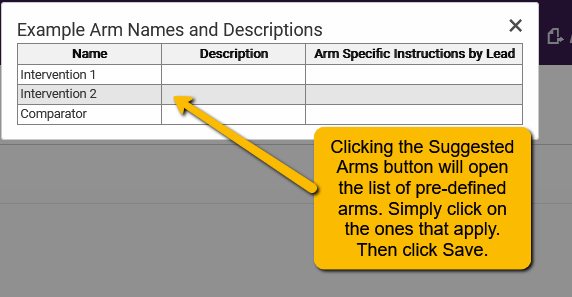 Example Arm Names and Descriptions
Name Description Arm Specific Instructions by Lead
Intervention 1
Intervention 2
Comparator
Clicking the Suggested
Arms button will open
the list of pre-defined
arms. Simply click on
the ones that apply.
Then click Save.